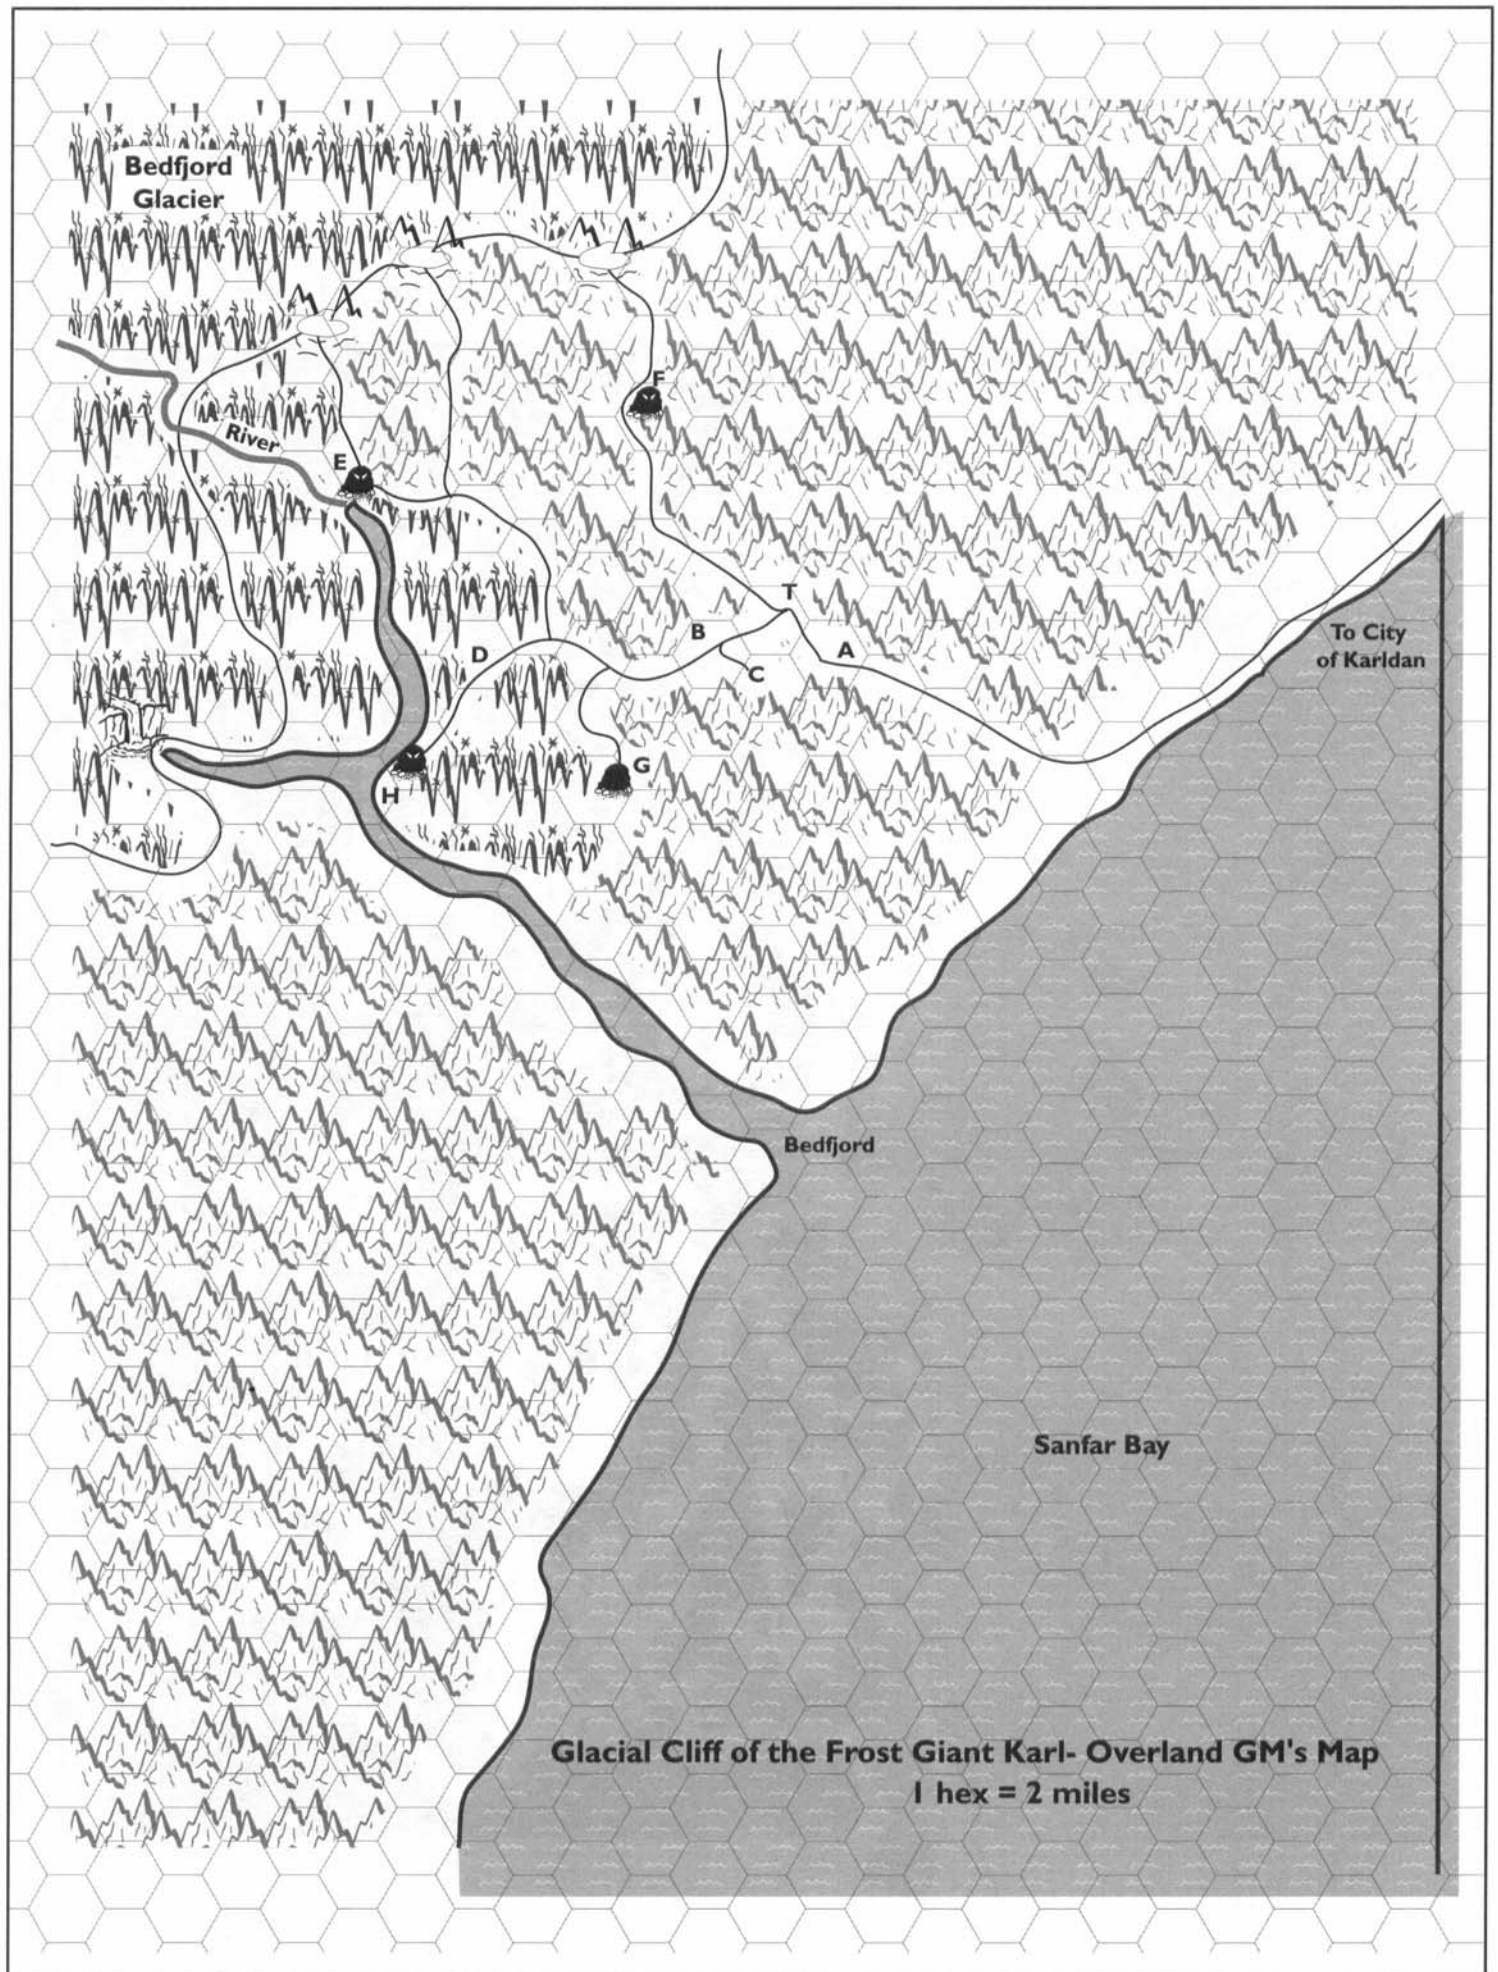 Bedfjord
Glacier
F
River
E
T
B
A
To City
of Karldan
D
C
G
H
Bedfjord
Sanfar Bay
Glacial Cliff of the Frost Giant Karl- Overland GM's Map
1 hex = 2 miles